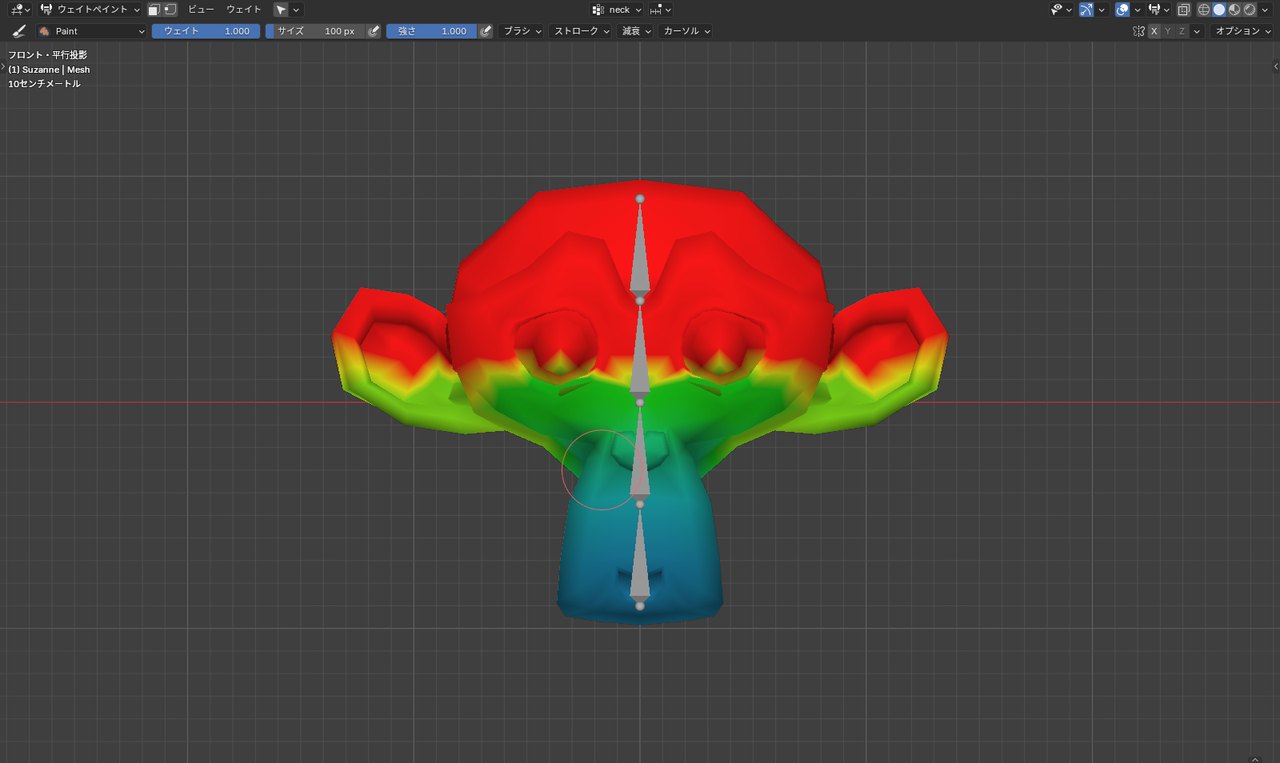 ウェイトペイント ビュー ウェイト neck
Paint ウェイト 1.000 サイズ 100 px 強さ 1.000 ブラシ ストローク 減衰 カーソル X Y Z オプション
フロント・平行投影
(1) Suzanne | Mesh
10センチメートル